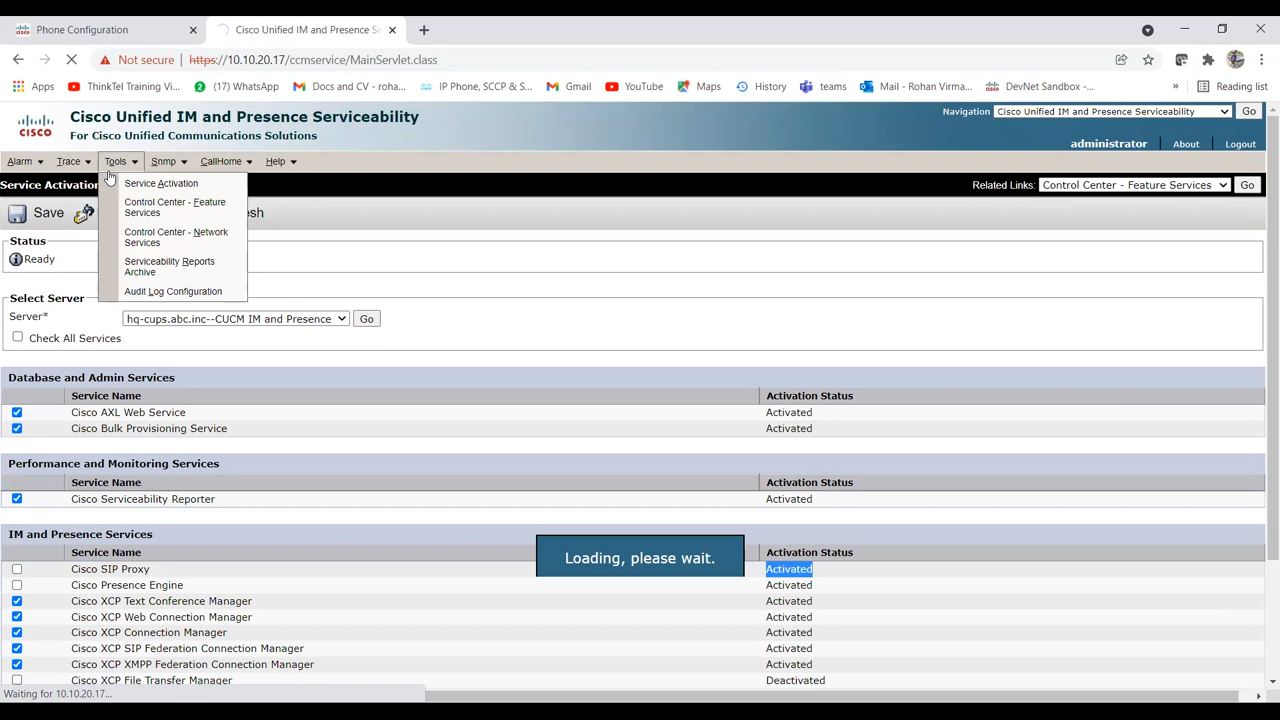 Phone Configuration
Cisco Unified IM and Presence Se
Not secure
https://10.10.20.17/ccmservice/MainServlet.class
Apps
ThinkTel Training Vi...
(17) WhatsApp
Docs and CV - roha...
IP Phone, SCCP & S...
Gmail
YouTube
Maps
History
teams
Mail - Rohan Virma...
DevNet Sandbox -...
»
Reading list
CISCO
Cisco Unified IM and Presence Serviceability
For Cisco Unified Communications Solutions
Navigation
Cisco Unified IM and Presence Serviceability
Go
administrator
About
Logout
Alarm
Trace
Tools
Snmp
CallHome
Help
Service Activation
Related Links:
Control Center - Feature Services
Go
Service Activation
Control Center - Feature
Services
Control Center - Network
Services
Serviceability Reports
Archive
Audit Log Configuration
Save
esh
Status
Ready
Select Server
Server*
hq-cups.abc.inc--CUCM IM and Presence
Go
Check All Services
Database and Admin Services
Service Name
Activation Status
Cisco AXL Web Service
Activated
Cisco Bulk Provisioning Service
Activated
Performance and Monitoring Services
Service Name
Activation Status
Cisco Serviceability Reporter
Activated
IM and Presence Services
Service Name
Activation Status
Loading, please wait.
Cisco SIP Proxy
Activated
Cisco Presence Engine
Activated
Cisco XCP Text Conference Manager
Activated
Cisco XCP Web Connection Manager
Activated
Cisco XCP Connection Manager
Activated
Cisco XCP SIP Federation Connection Manager
Activated
Cisco XCP XMPP Federation Connection Manager
Activated
Cisco XCP File Transfer Manager
Deactivated
Waiting for 10.10.20.17...